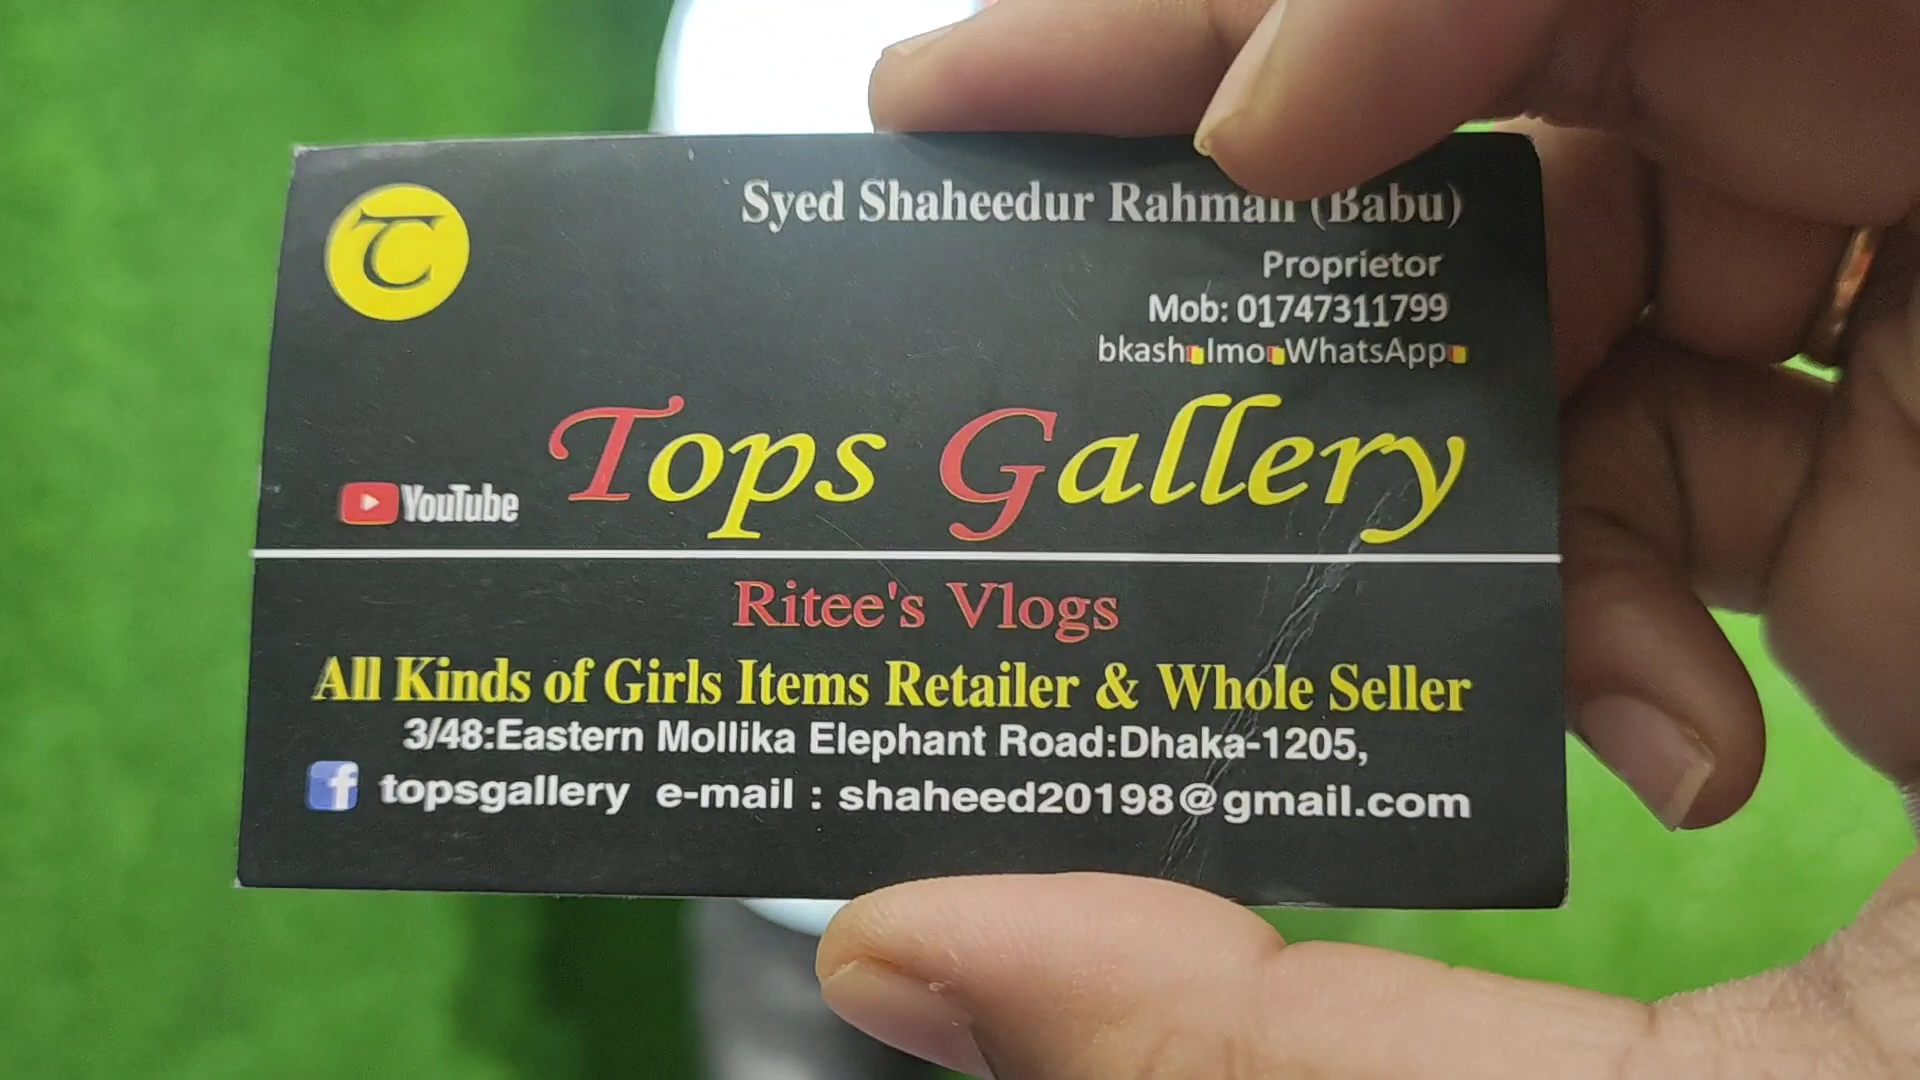 Syed Shaheedur Rahman (Babu)
Proprietor
Mob: 01747311799
bkash Imo WhatsApp
YouTube Tops Gallery
Ritee's Vlogs
All Kinds of Girls Items Retailer & Whole Seller
3/48:Eastern Mollika Elephant Road:Dhaka-1205,
topsgallery e-mail : shaheed20198@gmail.com